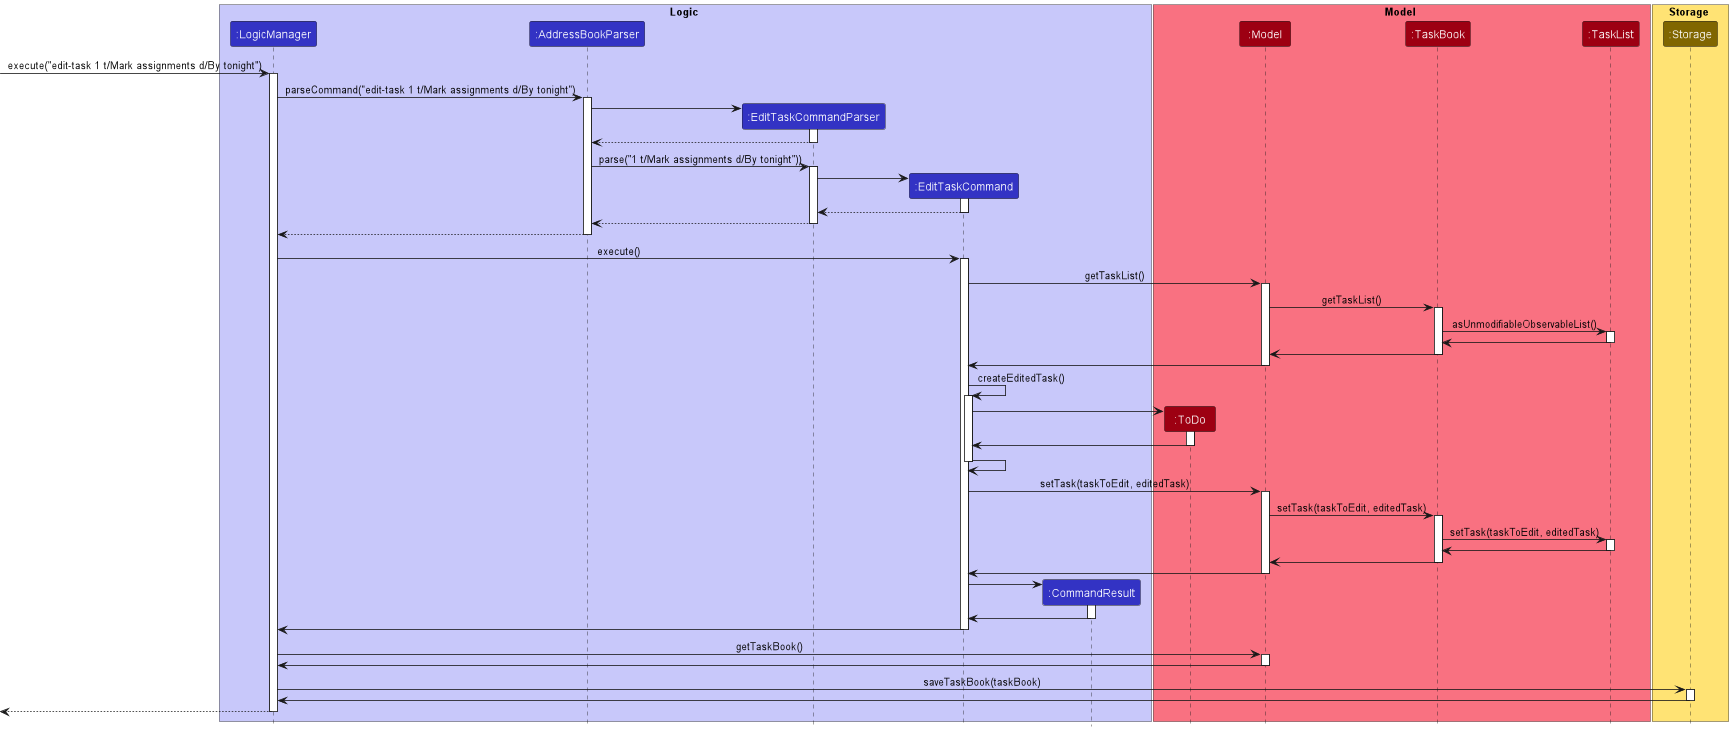 Logic
Model
Storage
:LogicManager
:AddressBookParser
:Model
:TaskBook
:TaskList
:Storage
execute("edit-task 1 t/Mark assignments d/By tonight")
parseCommand("edit-task 1 t/Mark assignments d/By tonight")
:EditTaskCommandParser
parse("1 t/Mark assignments d/By tonight"))
:EditTaskCommand
execute()
getTaskList()
getTaskList()
asUnmodifiableObservableList()
createEditedTask()
:ToDo
setTask(taskToEdit, editedTask)
setTask(taskToEdit, editedTask)
setTask(taskToEdit, editedTask)
:CommandResult
getTaskBook()
saveTaskBook(taskBook)